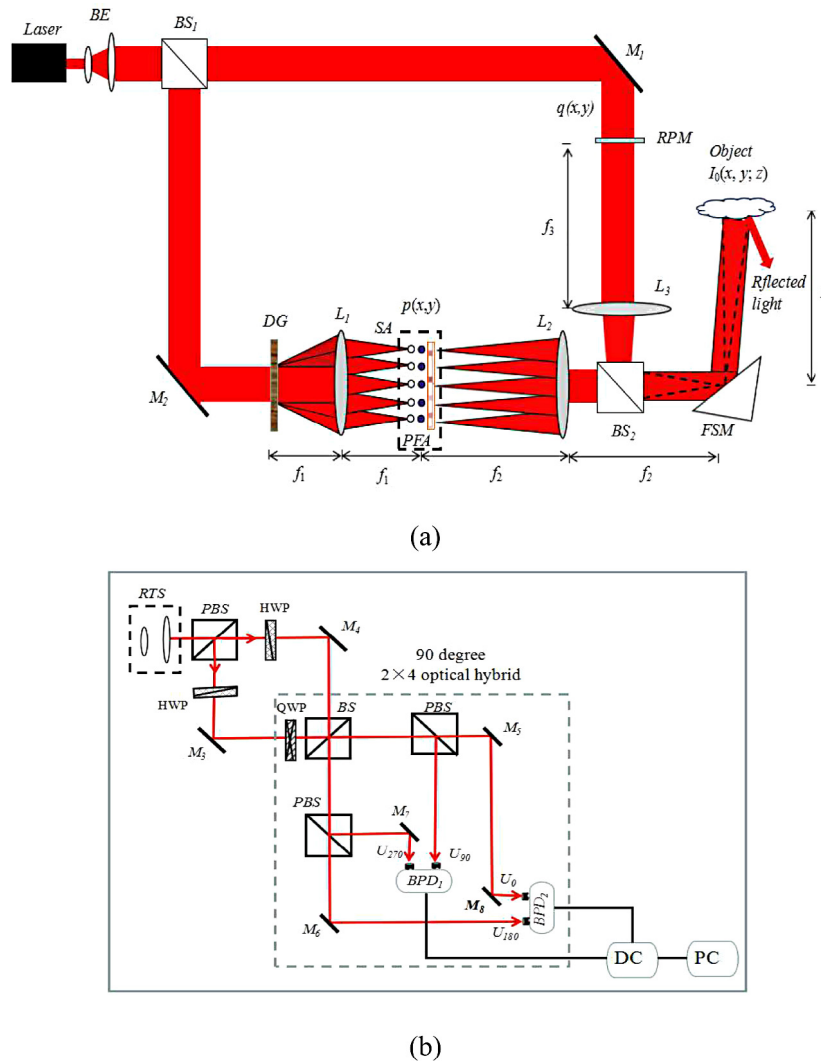 Laser
BE
BS1
M1
q(x,y)
RPM
Object
I0(x, y; z)
f3
Rflected
light
L3
DG
L1
SA
p(x,y)
L2
M2
PFA
BS2
FSM
f1
f1
f2
f2
(a)
RTS
PBS
HWP
M4
90 degree
2×4 optical hybrid
HWP
QWP
BS
PBS
M5
M3
PBS
M7
U270
U90
BPD1
U0
BPD2
M8
M6
U180
DC
PC
(b)